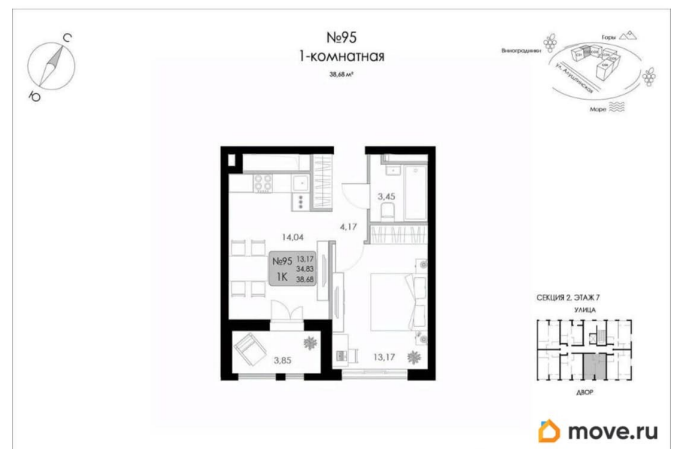 №95
1-комнатная
38,68 м²
С
Ю
Горы
Виноградники
ул. Алуштинская
Море
3,45
4,17
14,04
№95 13,17
34,83
1К 38,68
3,85
13,17
СЕКЦИЯ 2, ЭТАЖ 7
УЛИЦА
ДВОР
move.ru